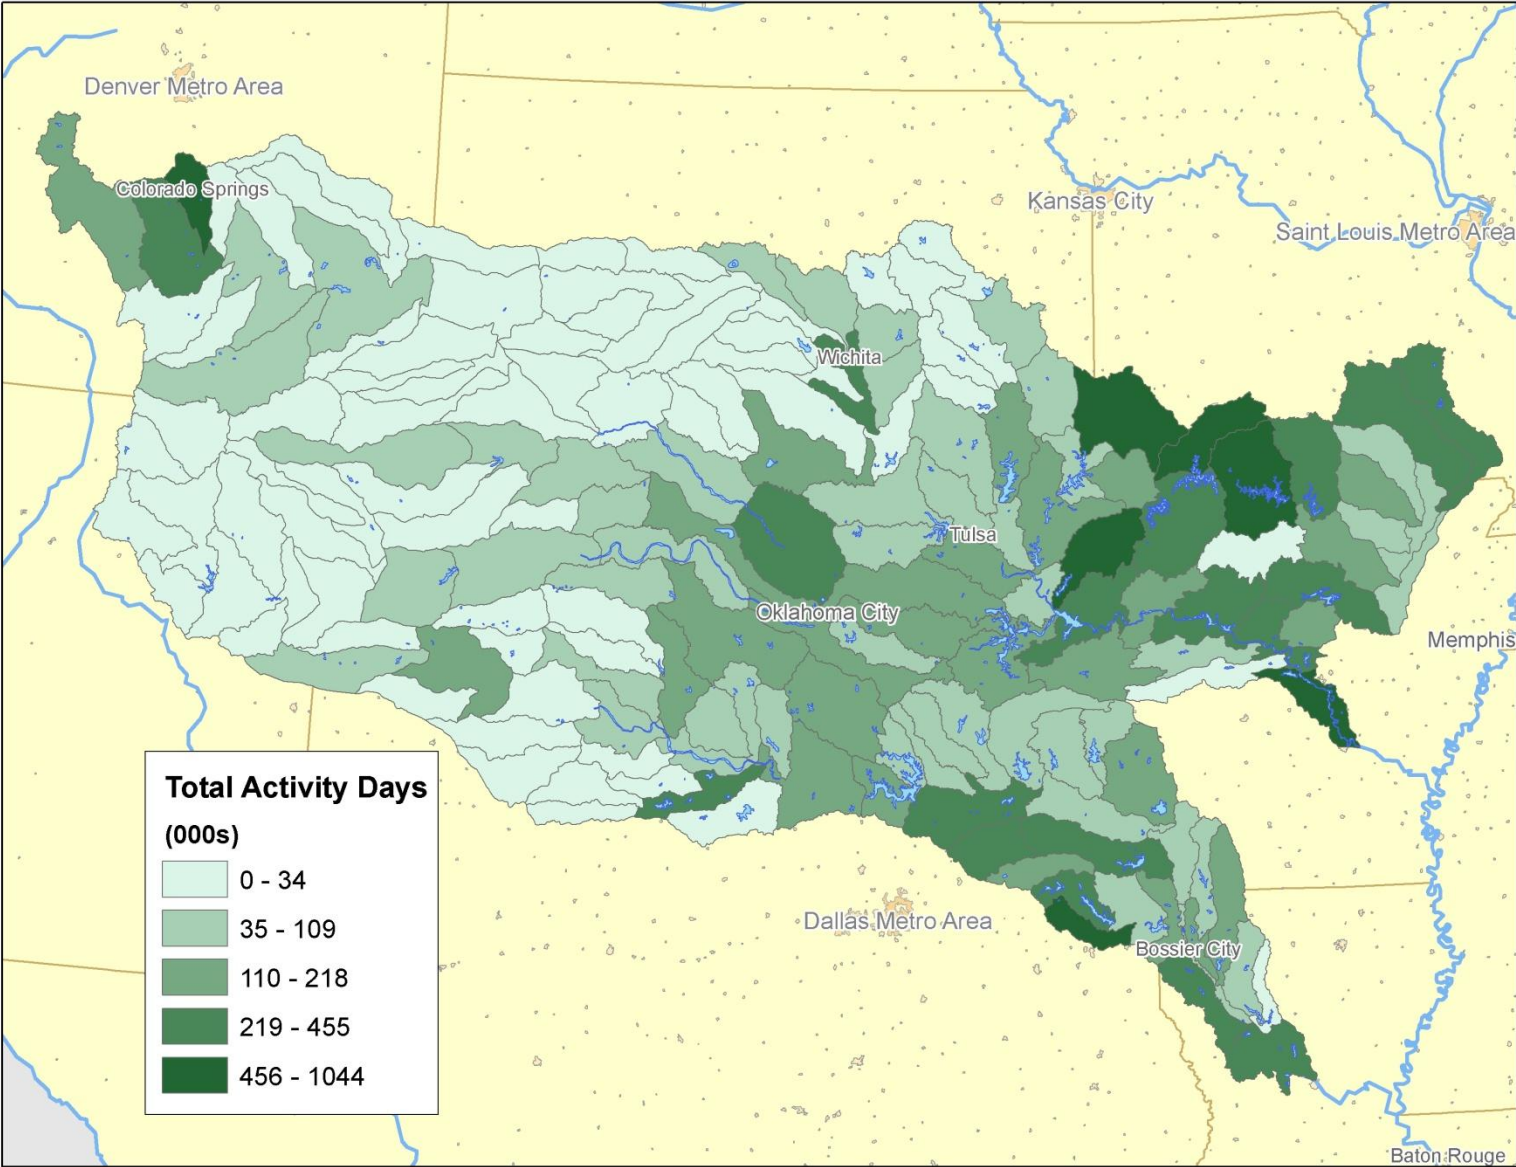 Denver Metro Area
Colorado Springs
Kansas City
Saint Louis Metro Area
Wichita
Tulsa
Oklahoma City
Memphis
Total Activity Days
(000s)
0 - 34
35 - 109
110 - 218
219 - 455
456 - 1044
Dallas Metro Area
Bossier City
Baton Rouge